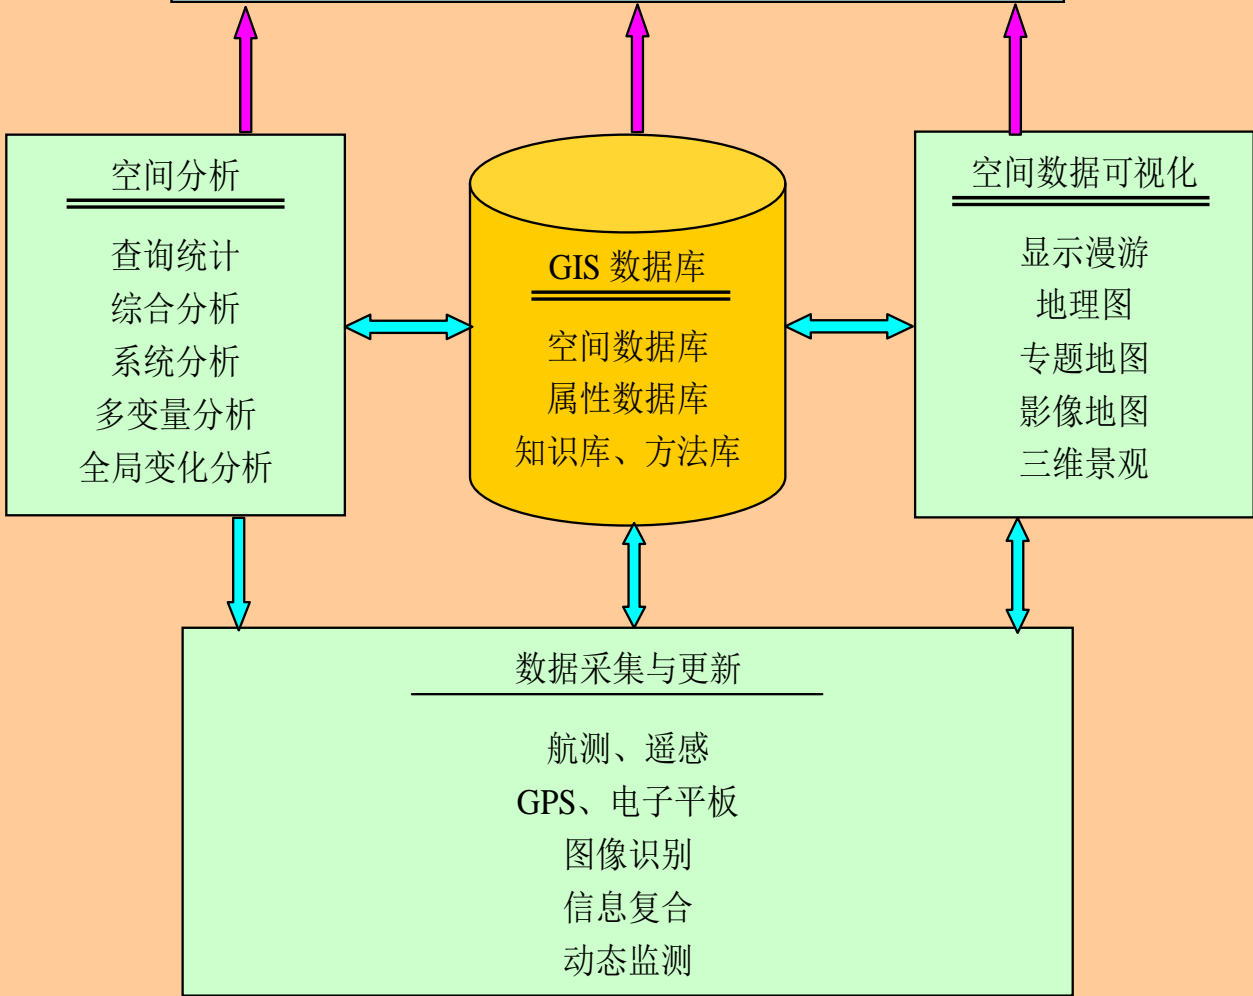 空间分析
查询统计
综合分析
系统分析
多变量分析
全局变化分析
GIS 数据库
空间数据库
属性数据库
知识库、方法库
空间数据可视化
显示漫游
地理图
专题地图
影像地图
三维景观
数据采集与更新
航测、遥感
GPS、电子平板
图像识别
信息复合
动态监测